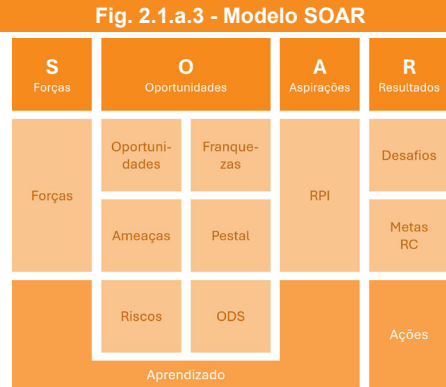 Fig. 2.1.a.3 - Modelo SOAR
S
Forças
O
Oportunidades
A
Aspirações
R
Resultados
Forças
Oportuni-
dades
Franque-
zas
RPI
Desafios
Ameaças
Pestal
Metas
RC
Riscos
ODS
Ações
Aprendizado